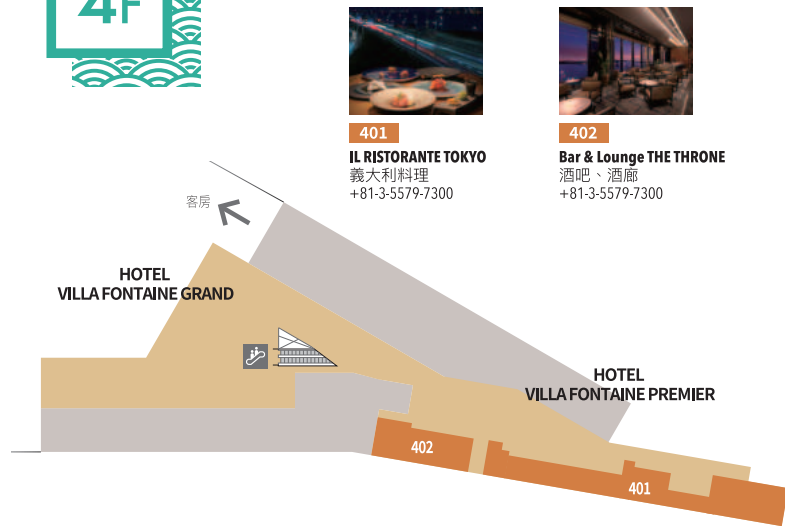 4F
401
IL RISTORANTE TOKYO
義大利料理
+81-3-5579-7300
402
Bar & Lounge THE THRONE
酒吧、酒廊
+81-3-5579-7300
客房
HOTEL
VILLA FONTAINE GRAND
HOTEL
VILLA FONTAINE PREMIER
402
401